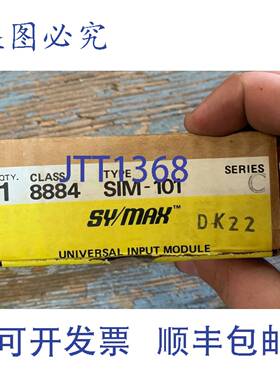 盗图必究
JTT1368
QTY. CLASS TYPE SERIES
1 8884 SIM-101 C
SY/MAX™ DK22
UNIVERSAL INPUT MODULE
可开发票 顺丰包邮